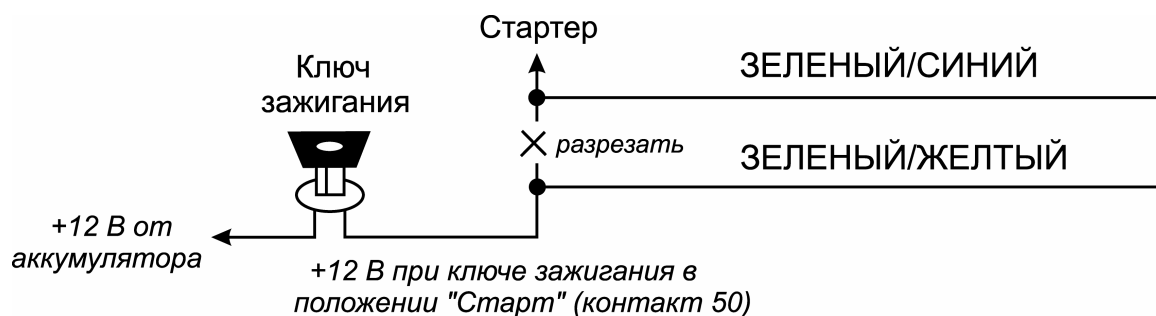 Стартер
Ключ
зажигания
ЗЕЛЕНЫЙ/СИНИЙ
разрезать
ЗЕЛЕНЫЙ/ЖЕЛТЫЙ
+12 В от
аккумулятора
+12 В при ключе зажигания в
положении "Старт" (контакт 50)